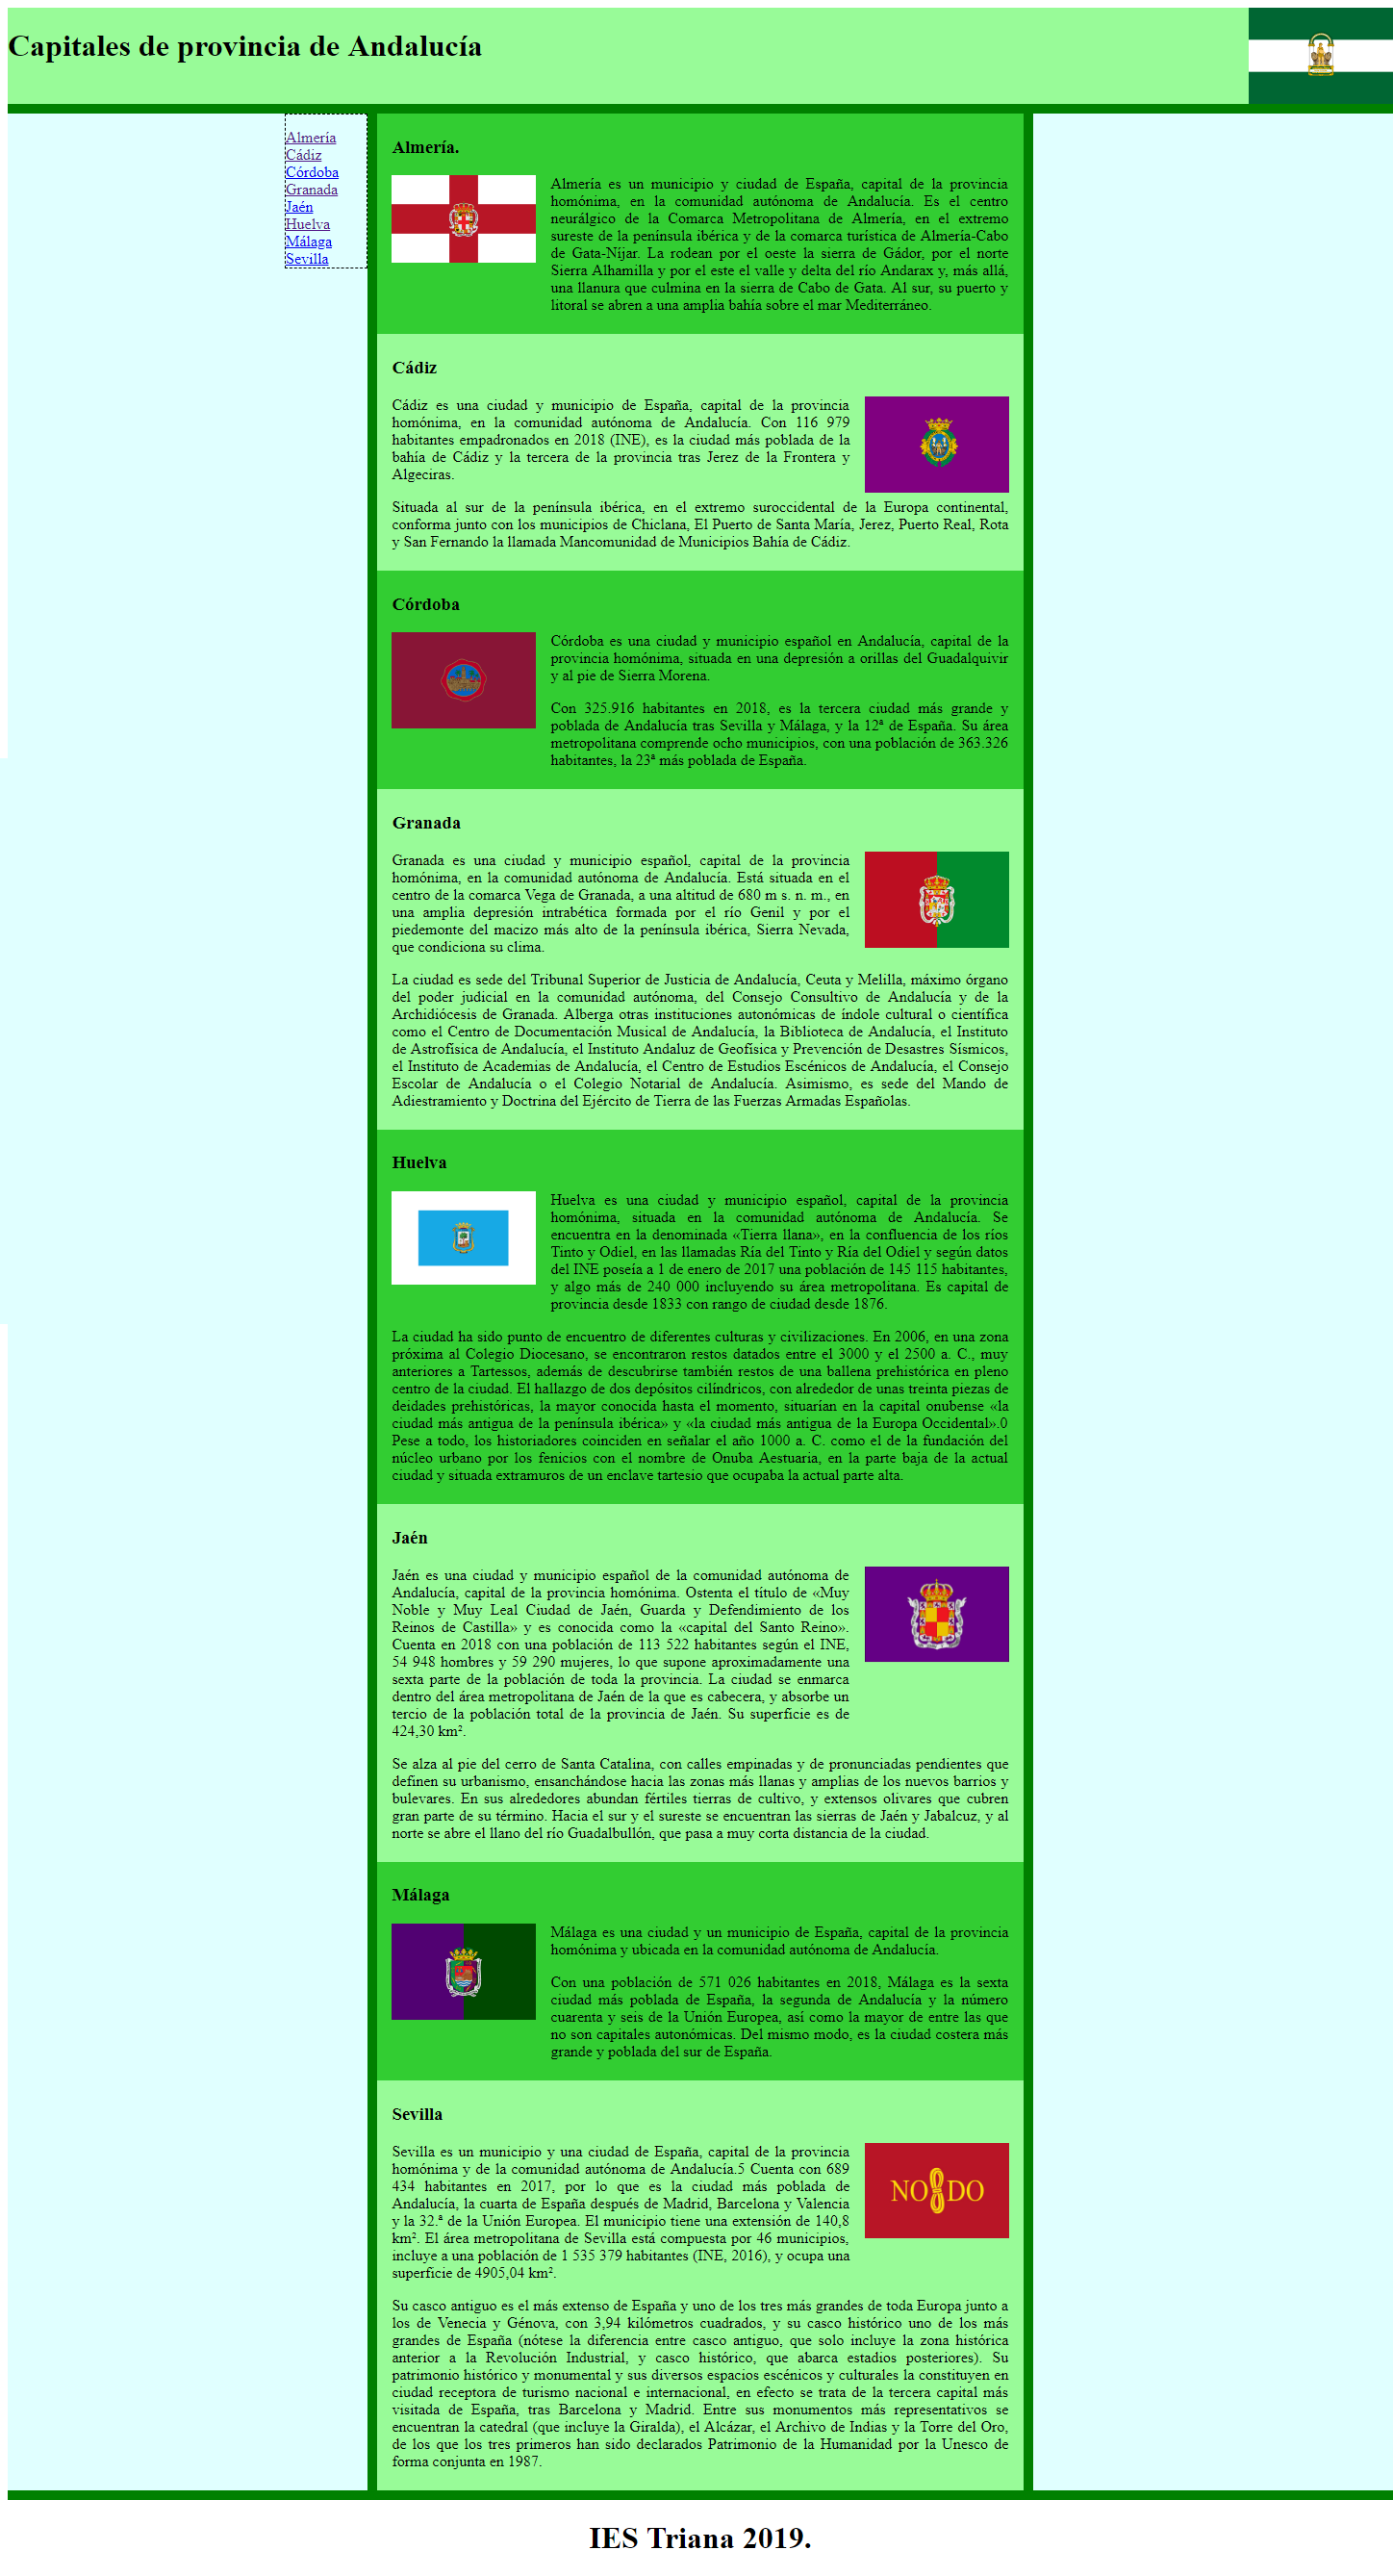 Capitales de provincia de Andalucía
Almería
Cádiz
Córdoba
Granada
Jaén
Huelva
Málaga
Sevilla
Almería.
Almería es un municipio y ciudad de España, capital de la provincia
homónima, en la comunidad autónoma de Andalucía. Es el centro
neurálgico de la Comarca Metropolitana de Almería, en el extremo
sureste de la península ibérica y de la comarca turística de Almería-Cabo
de Gata-Níjar. La rodean por el oeste la sierra de Gádor, por el norte
Sierra Alhamilla y por el este el valle y delta del río Andarax y, más allá,
una llanura que culmina en la sierra de Cabo de Gata. Al sur, su puerto y
litoral se abren a una amplia bahía sobre el mar Mediterráneo.
Cádiz
Cádiz es una ciudad y municipio de España, capital de la provincia
homónima, en la comunidad autónoma de Andalucía. Con 116 979
habitantes empadronados en 2018 (INE), es la ciudad más poblada de la
bahía de Cádiz y la tercera de la provincia tras Jerez de la Frontera y
Algeciras.
Situada al sur de la península ibérica, en el extremo suroccidental de la Europa continental,
conforma junto con los municipios de Chiclana, El Puerto de Santa María, Jerez, Puerto Real, Rota
y San Fernando la llamada Mancomunidad de Municipios Bahía de Cádiz.
Córdoba
Córdoba es una ciudad y municipio español en Andalucía, capital de la
provincia homónima, situada en una depresión a orillas del Guadalquivir
y al pie de Sierra Morena.
Con 325.916 habitantes en 2018, es la tercera ciudad más grande y
poblada de Andalucía tras Sevilla y Málaga, y la 12ª de España. Su área
metropolitana comprende ocho municipios, con una población de 363.326
habitantes, la 23ª más poblada de España.
Granada
Granada es una ciudad y municipio español, capital de la provincia
homónima, en la comunidad autónoma de Andalucía. Está situada en el
centro de la comarca Vega de Granada, a una altitud de 680 m s. n. m., en
una amplia depresión intrabética formada por el río Genil y por el
piedemonte del macizo más alto de la península ibérica, Sierra Nevada,
que condiciona su clima.
La ciudad es sede del Tribunal Superior de Justicia de Andalucía, Ceuta y Melilla, máximo órgano
del poder judicial en la comunidad autónoma, del Consejo Consultivo de Andalucía y de la
Archidiócesis de Granada. Alberga otras instituciones autonómicas de índole cultural o científica
como el Centro de Documentación Musical de Andalucía, la Biblioteca de Andalucía, el Instituto
de Astrofísica de Andalucía, el Instituto Andaluz de Geofísica y Prevención de Desastres Sísmicos,
el Instituto de Academias de Andalucía, el Centro de Estudios Escénicos de Andalucía, el Consejo
Escolar de Andalucía o el Colegio Notarial de Andalucía. Asimismo, es sede del Mando de
Adiestramiento y Doctrina del Ejército de Tierra de las Fuerzas Armadas Españolas.
Huelva
Huelva es una ciudad y municipio español, capital de la provincia
homónima, situada en la comunidad autónoma de Andalucía. Se
encuentra en la denominada «Tierra llana», en la confluencia de los ríos
Tinto y Odiel, en las llamadas Ría del Tinto y Ría del Odiel y según datos
del INE poseía a 1 de enero de 2017 una población de 145 115 habitantes,
y algo más de 240 000 incluyendo su área metropolitana. Es capital de
provincia desde 1833 con rango de ciudad desde 1876.
La ciudad ha sido punto de encuentro de diferentes culturas y civilizaciones. En 2006, en una zona
próxima al Colegio Diocesano, se encontraron restos datados entre el 3000 y el 2500 a. C., muy
anteriores a Tartessos, además de descubrirse también restos de una ballena prehistórica en pleno
centro de la ciudad. El hallazgo de dos depósitos cilíndricos, con alrededor de unas treinta piezas de
deidades prehistóricas, la mayor conocida hasta el momento, situarían en la capital onubense «la
ciudad más antigua de la península ibérica» y «la ciudad más antigua de la Europa Occidental».0
Pese a todo, los historiadores coinciden en señalar el año 1000 a. C. como el de la fundación del
núcleo urbano por los fenicios con el nombre de Onuba Aestuaria, en la parte baja de la actual
ciudad y situada extramuros de un enclave tartesio que ocupaba la actual parte alta.
Jaén
Jaén es una ciudad y municipio español de la comunidad autónoma de
Andalucía, capital de la provincia homónima. Ostenta el título de «Muy
Noble y Muy Leal Ciudad de Jaén, Guarda y Defendimiento de los
Reinos de Castilla» y es conocida como la «capital del Santo Reino».
Cuenta en 2018 con una población de 113 522 habitantes según el INE,
54 948 hombres y 59 290 mujeres, lo que supone aproximadamente una
sexta parte de la población de toda la provincia. La ciudad se enmarca
dentro del área metropolitana de Jaén de la que es cabecera, y absorbe un
tercio de la población total de la provincia de Jaén. Su superficie es de
424,30 km².
Se alza al pie del cerro de Santa Catalina, con calles empinadas y de pronunciadas pendientes que
definen su urbanismo, ensanchándose hacia las zonas más llanas y amplias de los nuevos barrios y
bulevares. En sus alrededores abundan fértiles tierras de cultivo, y extensos olivares que cubren
gran parte de su término. Hacia el sur y el sureste se encuentran las sierras de Jaén y Jabalcuz, y al
norte se abre el llano del río Guadalbullón, que pasa a muy corta distancia de la ciudad.
Málaga
Málaga es una ciudad y un municipio de España, capital de la provincia
homónima y ubicada en la comunidad autónoma de Andalucía.
Con una población de 571 026 habitantes en 2018, Málaga es la sexta
ciudad más poblada de España, la segunda de Andalucía y la número
cuarenta y seis de la Unión Europea, así como la mayor de entre las que
no son capitales autonómicas. Del mismo modo, es la ciudad costera más
grande y poblada del sur de España.
Sevilla
Sevilla es un municipio y una ciudad de España, capital de la provincia
homónima y de la comunidad autónoma de Andalucía.5 Cuenta con 689
434 habitantes en 2017, por lo que es la ciudad más poblada de
Andalucía, la cuarta de España después de Madrid, Barcelona y Valencia
y la 32.ª de la Unión Europea. El municipio tiene una extensión de 140,8
km². El área metropolitana de Sevilla está compuesta por 46 municipios,
incluye a una población de 1 535 379 habitantes (INE, 2016), y ocupa una
superficie de 4905,04 km².
NO DO
Su casco antiguo es el más extenso de España y uno de los tres más grandes de toda Europa junto a
los de Venecia y Génova, con 3,94 kilómetros cuadrados, y su casco histórico uno de los más
grandes de España (nótese la diferencia entre casco antiguo, que solo incluye la zona histórica
anterior a la Revolución Industrial, y casco histórico, que abarca estadios posteriores). Su
patrimonio histórico y monumental y sus diversos espacios escénicos y culturales la constituyen en
ciudad receptora de turismo nacional e internacional, en efecto se trata de la tercera capital más
visitada de España, tras Barcelona y Madrid. Entre sus monumentos más representativos se
encuentran la catedral (que incluye la Giralda), el Alcázar, el Archivo de Indias y la Torre del Oro,
de los que los tres primeros han sido declarados Patrimonio de la Humanidad por la Unesco de
forma conjunta en 1987.
IES Triana 2019.